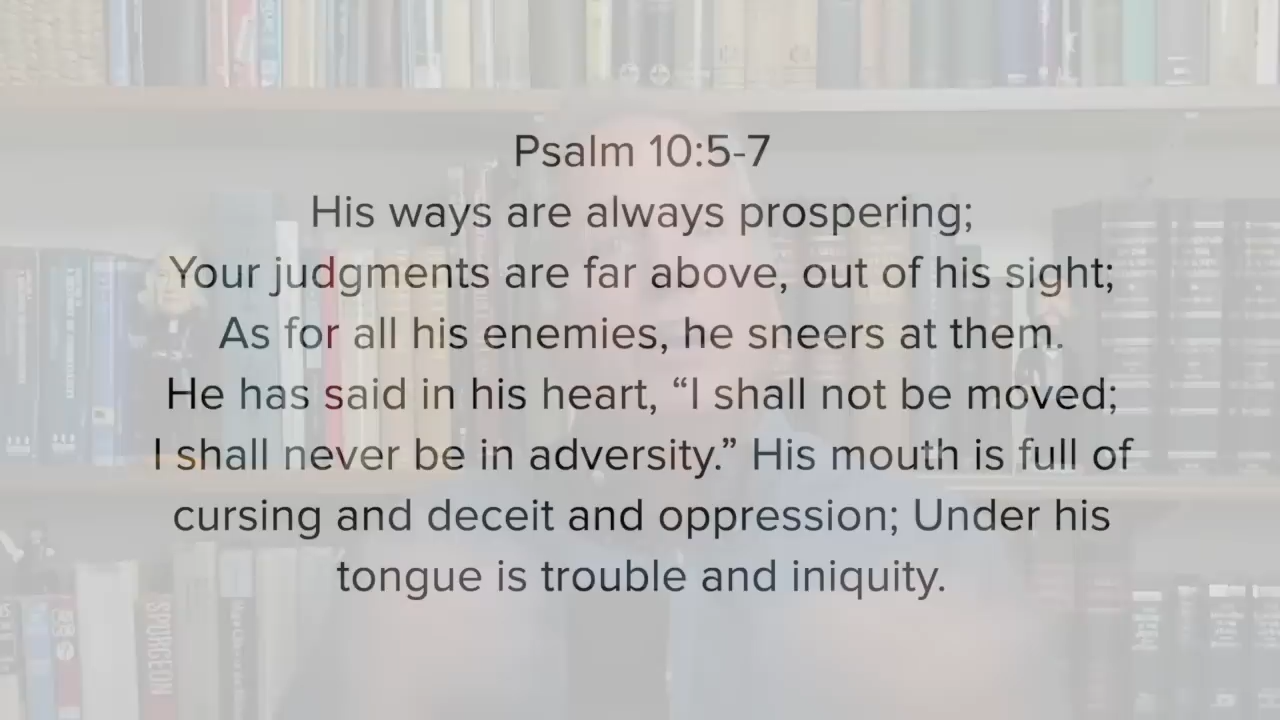 Psalm 10:5-7
His ways are always prospering;
Your judgments are far above, out of his sight;
As for all his enemies, he sneers at them.
He has said in his heart, “I shall not be moved;
I shall never be in adversity.” His mouth is full of
cursing and deceit and oppression; Under his
tongue is trouble and iniquity.
SPURGEON